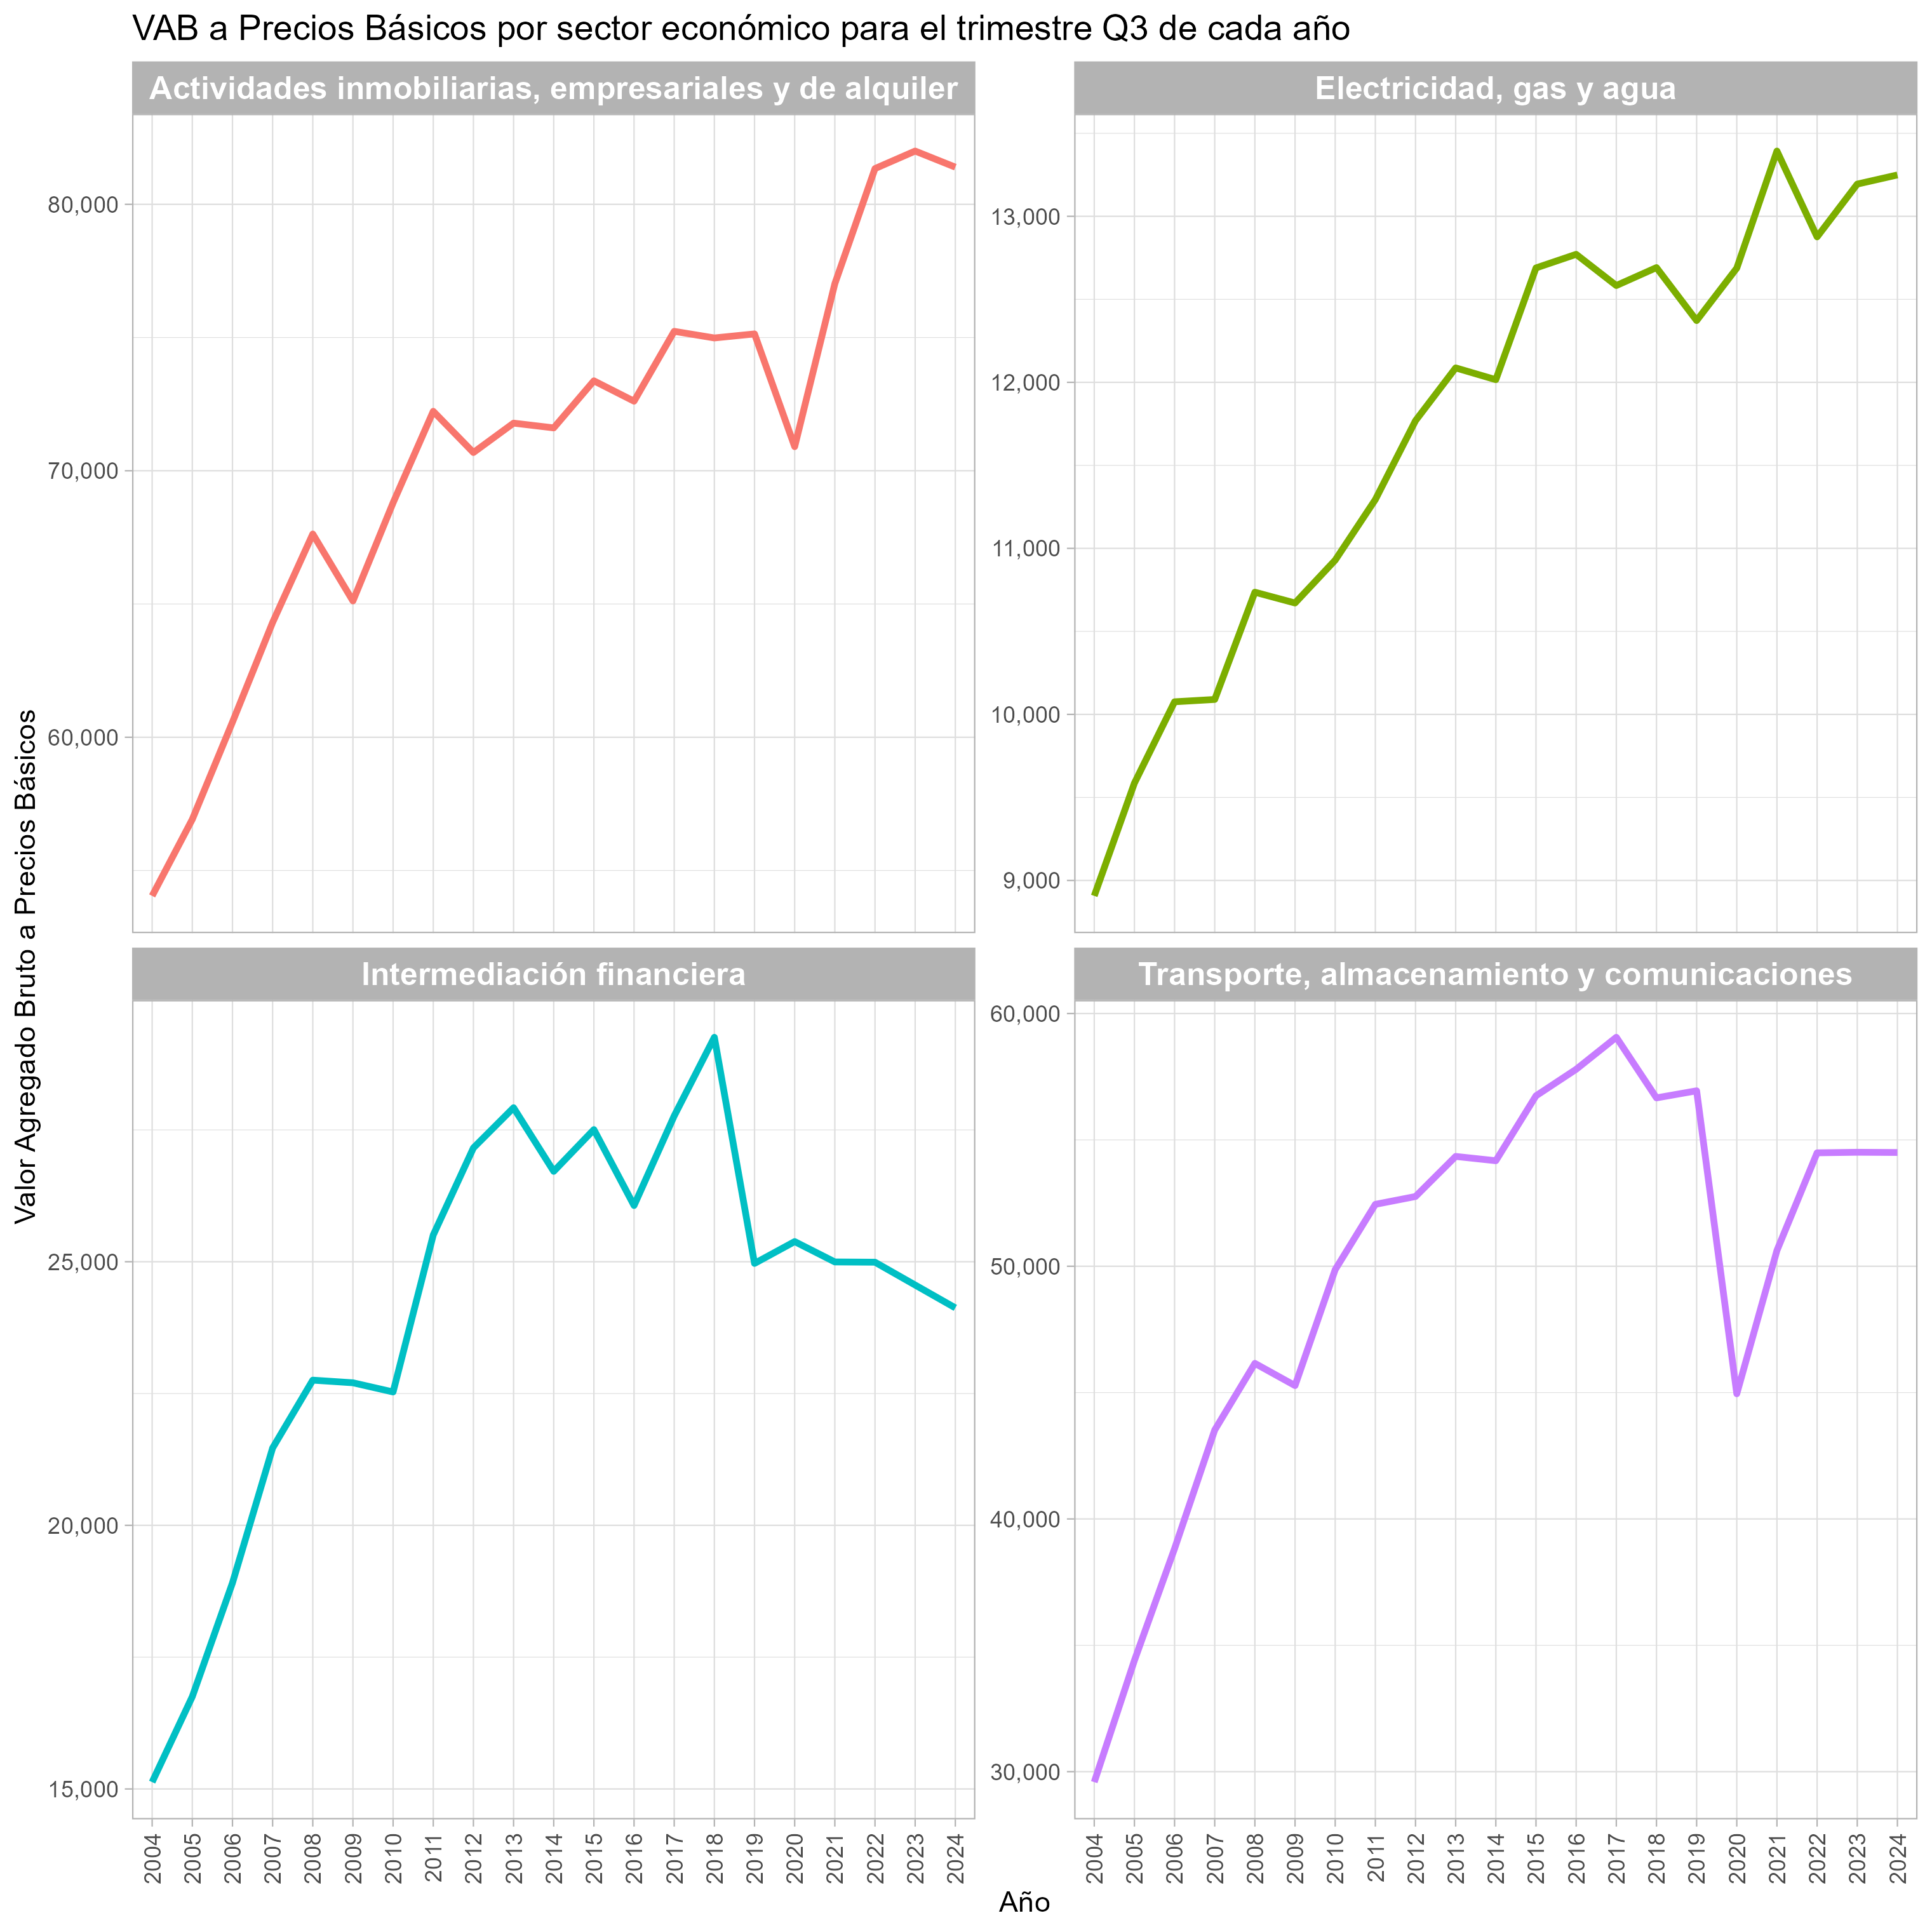 VAB a Precios Básicos por sector económico para el trimestre Q3 de cada año
Valor Agregado Bruto a Precios Básicos
Actividades inmobiliarias, empresariales y de alquiler
80,000
70,000
60,000
Electricidad, gas y agua
13,000
12,000
11,000
10,000
9,000
Intermediación financiera
25,000
20,000
15,000
2004 2005 2006 2007 2008 2009 2010 2011 2012 2013 2014 2015 2016 2017 2018 2019 2020 2021 2022 2023 2024
Transporte, almacenamiento y comunicaciones
60,000
50,000
40,000
30,000
2004 2005 2006 2007 2008 2009 2010 2011 2012 2013 2014 2015 2016 2017 2018 2019 2020 2021 2022 2023 2024
Año